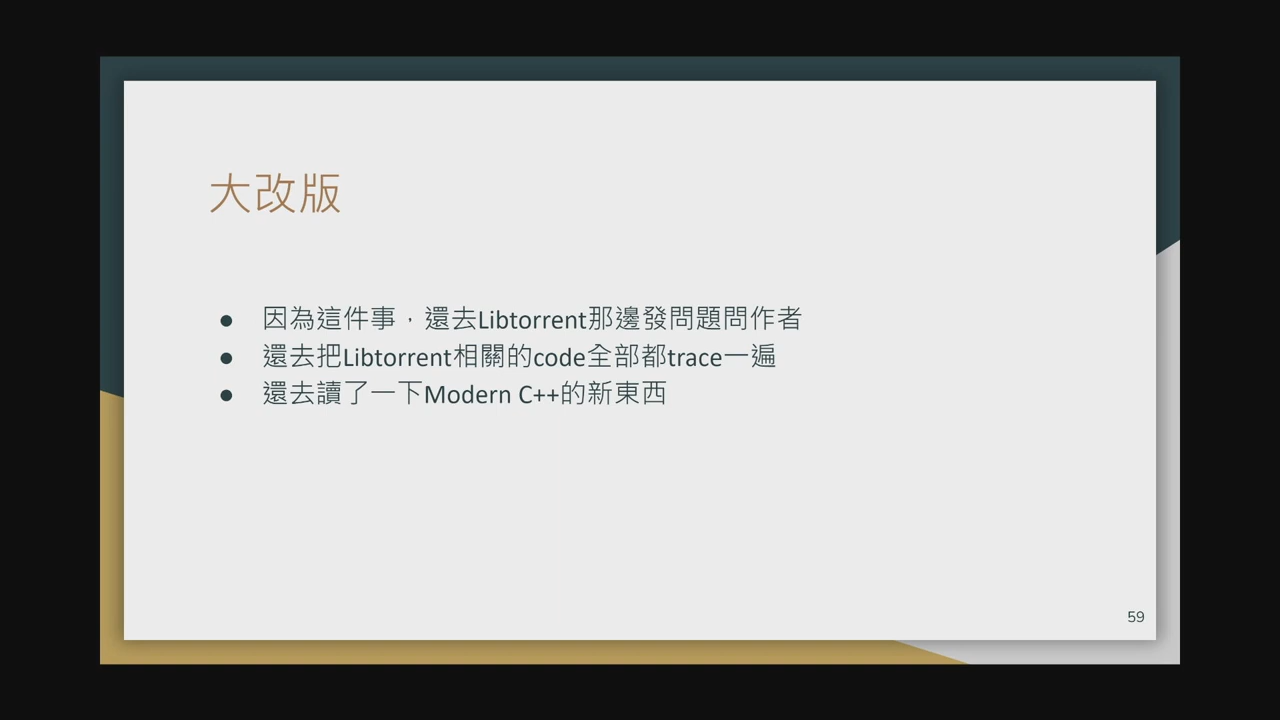 大改版
● 因為這件事，還去Libtorrent那邊發問題問作者
● 還去把Libtorrent相關的code全部都trace一遍
● 還去讀了一下Modern C++的新東西
59